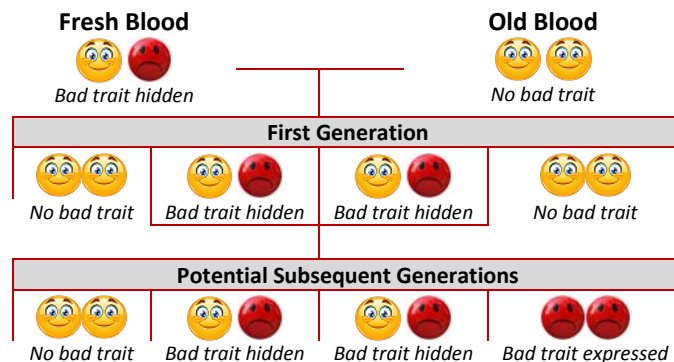 Fresh Blood
Old Blood
Bad trait hidden
No bad trait
First Generation
No bad trait
Bad trait hidden
Bad trait hidden
No bad trait
Potential Subsequent Generations
No bad trait
Bad trait hidden
Bad trait hidden
Bad trait expressed